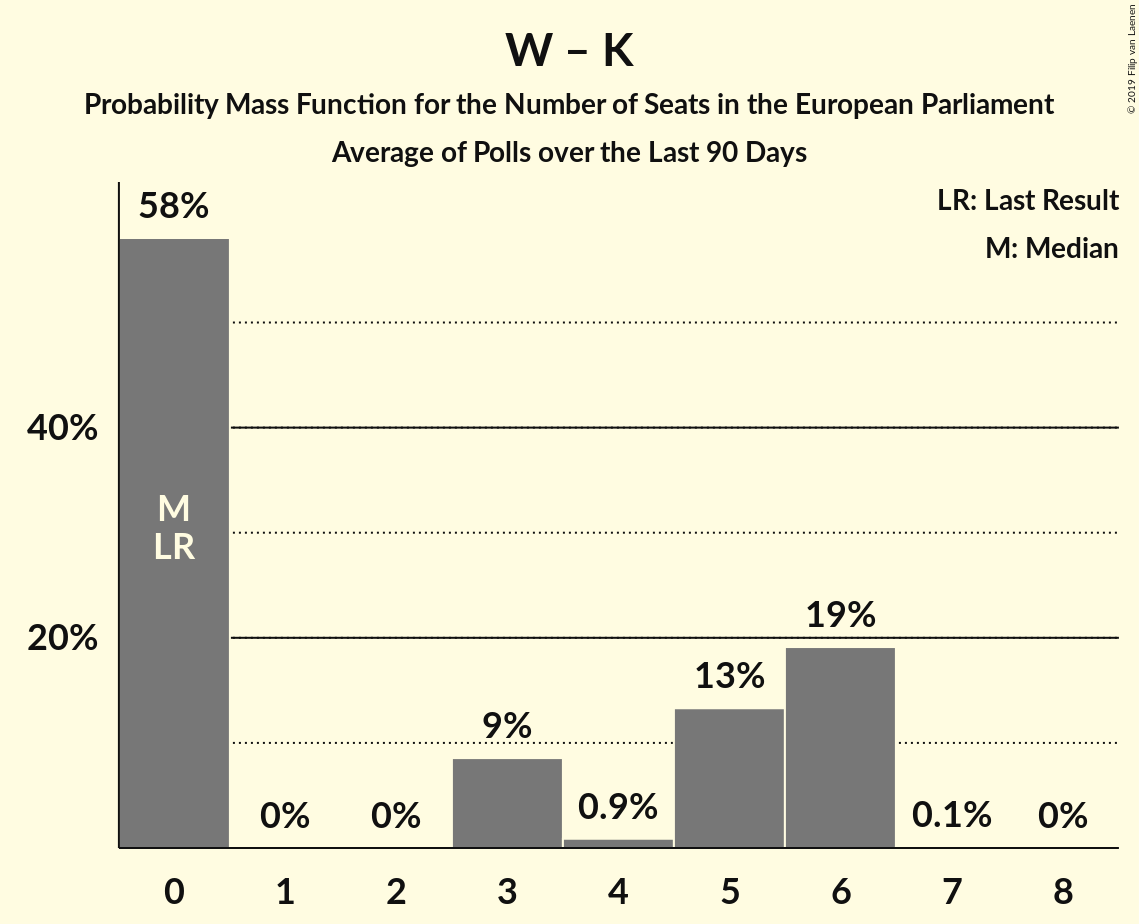 W – K
Probability Mass Function for the Number of Seats in the European Parliament
Average of Polls over the Last 90 Days
© 2019 Filip van Laenen
LR: Last Result
M: Median
58%
40%
20%
M
LR
0%
0%
9%
0.9%
13%
19%
0.1%
0%
0
1
2
3
4
5
6
7
8